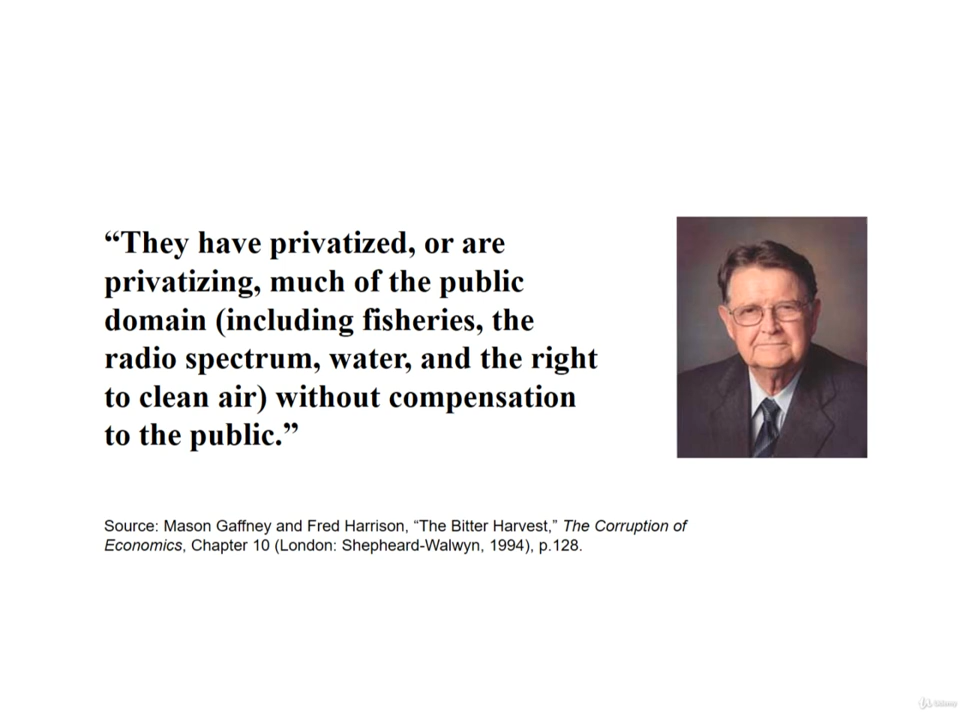 “They have privatized, or are
privatizing, much of the public
domain (including fisheries, the
radio spectrum, water, and the right
to clean air) without compensation
to the public.”
Source: Mason Gaffney and Fred Harrison, “The Bitter Harvest,” The Corruption of
Economics, Chapter 10 (London: Shepheard-Walwyn, 1994), p.128.